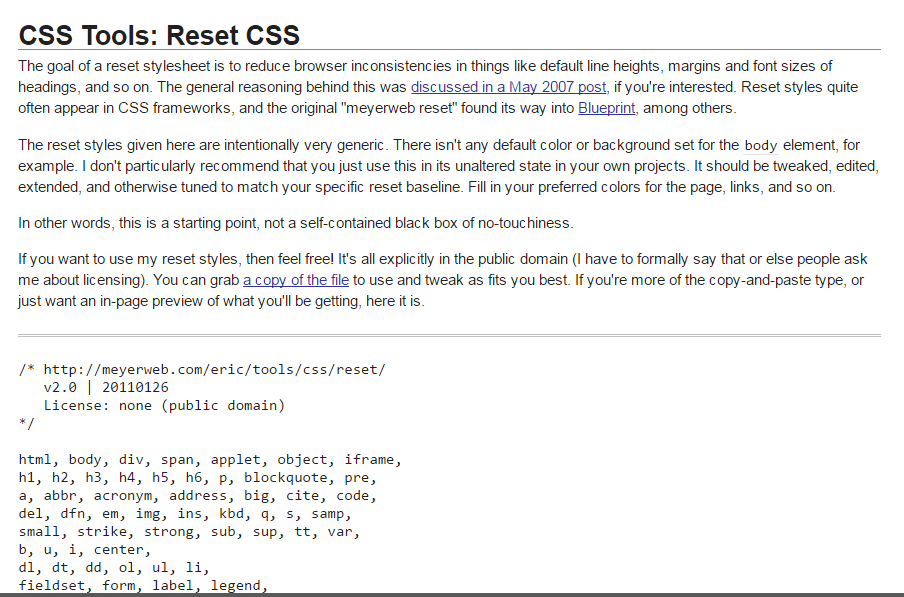 CSS Tools: Reset CSS
The goal of a reset stylesheet is to reduce browser inconsistencies in things like default line heights, margins and font sizes of
headings, and so on. The general reasoning behind this was discussed in a May 2007 post, if you're interested. Reset styles quite
often appear in CSS frameworks, and the original "meyerweb reset" found its way into Blueprint, among others.
The reset styles given here are intentionally very generic. There isn't any default color or background set for the body element, for
example. I don't particularly recommend that you just use this in its unaltered state in your own projects. It should be tweaked, edited,
extended, and otherwise tuned to match your specific reset baseline. Fill in your preferred colors for the page, links, and so on.
In other words, this is a starting point, not a self-contained black box of no-touchiness.
If you want to use my reset styles, then feel free! It's all explicitly in the public domain (I have to formally say that or else people ask
me about licensing). You can grab a copy of the file to use and tweak as fits you best. If you're more of the copy-and-paste type, or
just want an in-page preview of what you'll be getting, here it is.
/* http://meyerweb.com/eric/tools/css/reset/
v2.0 | 20110126
License: none (public domain)
*/
html, body, div, span, applet, object, iframe,
h1, h2, h3, h4, h5, h6, p, blockquote, pre,
a, abbr, acronym, address, big, cite, code,
del, dfn, em, img, ins, kbd, q, s, samp,
small, strike, strong, sub, sup, tt, var,
b, u, i, center,
dl, dt, dd, ol, ul, li,
fieldset, form, label, legend,